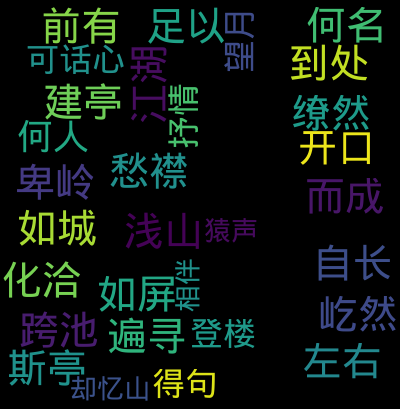 前有
足以
望月
何名
可话心
江湖
到处
建亭
抒情
缭然
何人
开口
愁襟
卑岭
而成
如城
浅山
猿声
自长
化洽
如屏
相伴
屹然
跨池
遍寻
登楼
左右
斯亭
却忆山
得句